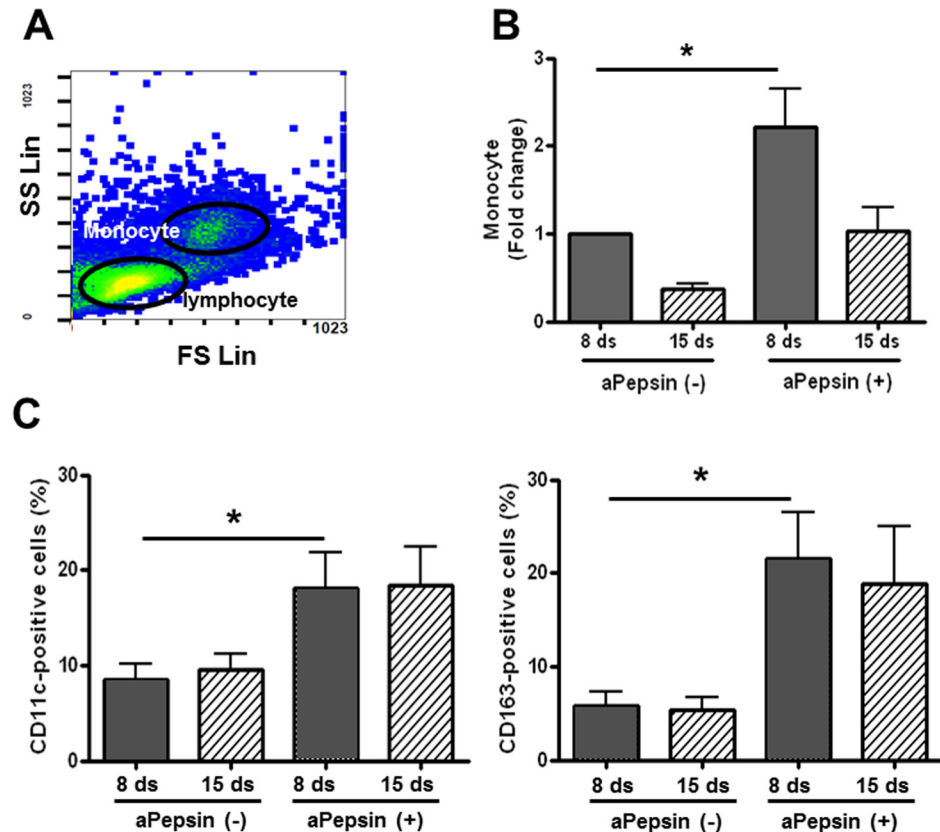 A
SS Lin
1023
0
Monocyte
lymphocyte
1023
FS Lin
B
*
Monocyte
(Fold change)
3
2
1
0
8 ds 15 ds 8 ds 15 ds
aPepsin (-) aPepsin (+)
C
*
CD11c-positive cells (%)
30
20
10
0
8 ds 15 ds 8 ds 15 ds
aPepsin (-) aPepsin (+)
*
CD163-positive cells (%)
30
20
10
0
8 ds 15 ds 8 ds 15 ds
aPepsin (-) aPepsin (+)